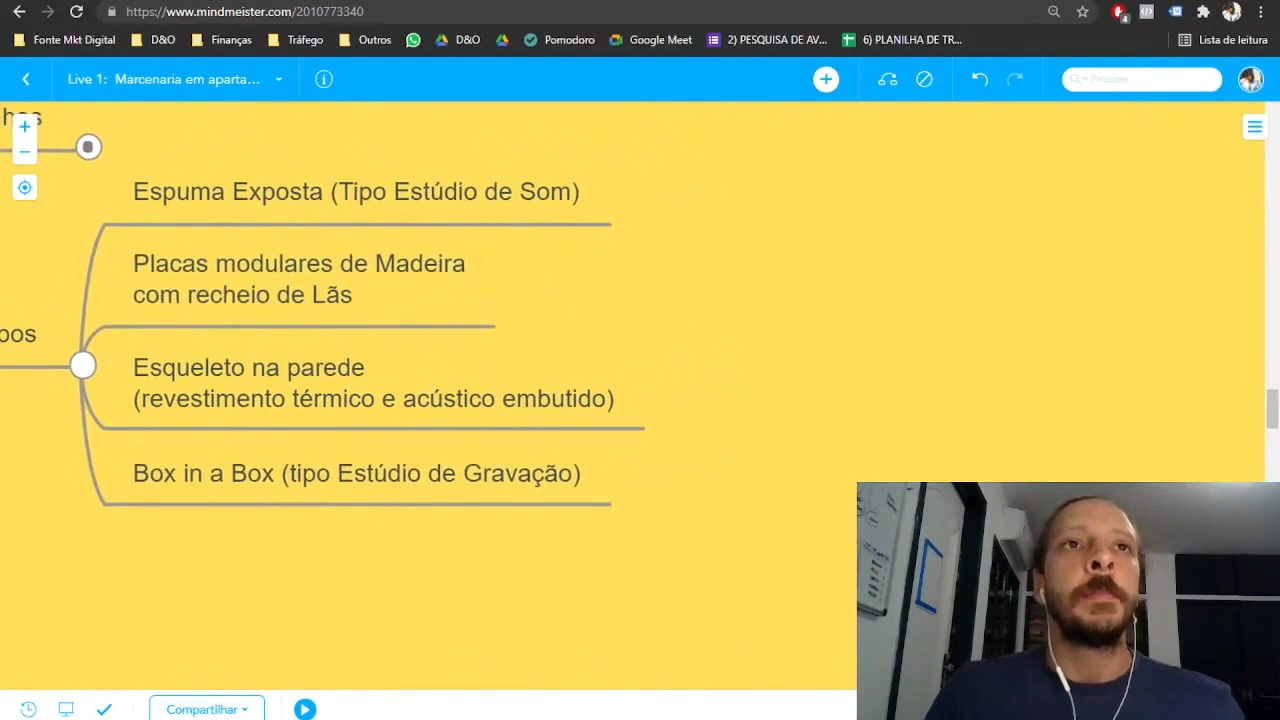 https://www.mindmeister.com/2010773340
4
Fonte Mkt Digital
D&O
Finanças
Tráfego
Outros
D&O
Pomodoro
Google Meet
2) PESQUISA DE AV...
6) PLANILHA DE TR...
Lista de leitura
Live 1: Marcenaria em aparta...
Espuma Exposta (Tipo Estúdio de Som)
Placas modulares de Madeira
com recheio de Lãs
pos
Esqueleto na parede
(revestimento térmico e acústico embutido)
Box in a Box (tipo Estúdio de Gravação)
Compartilhar